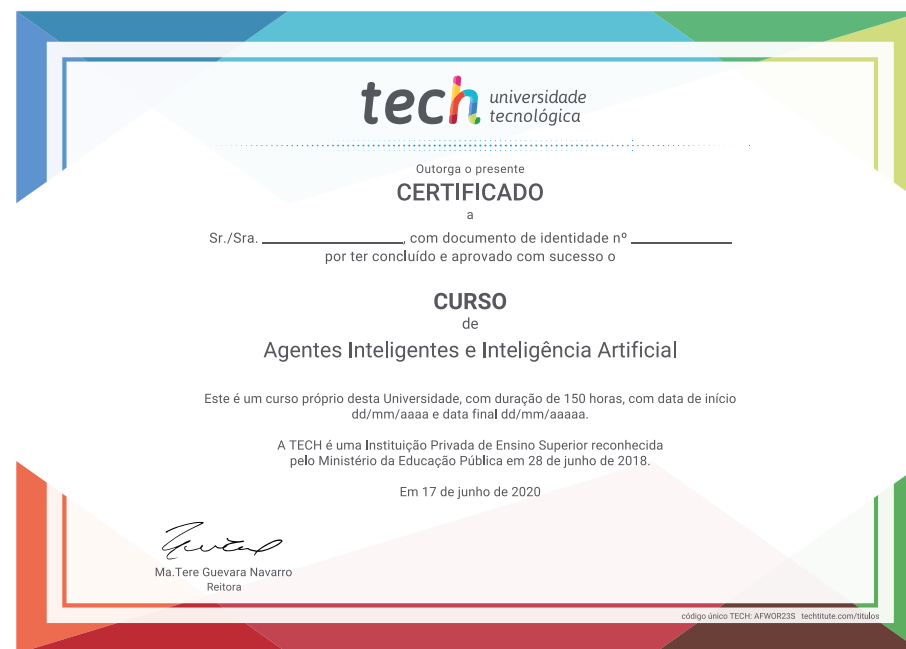 tech universidade
tecnológica
Outorga o presente
CERTIFICADO
a
Sr./Sra. ____________, com documento de identidade nº ____________
por ter concluído e aprovado com sucesso o
CURSO
de
Agentes Inteligentes e Inteligência Artificial
Este é um curso próprio desta Universidade, com duração de 150 horas, com data de início
dd/mm/aaaa e data final dd/mm/aaaaa.
A TECH é uma Instituição Privada de Ensino Superior reconhecida
pelo Ministério da Educação Pública em 28 de junho de 2018.
Em 17 de junho de 2020
Ma.Tere Guevara Navarro
Reitora
código único TECH: AFWOR23S techtitute.com/titulos